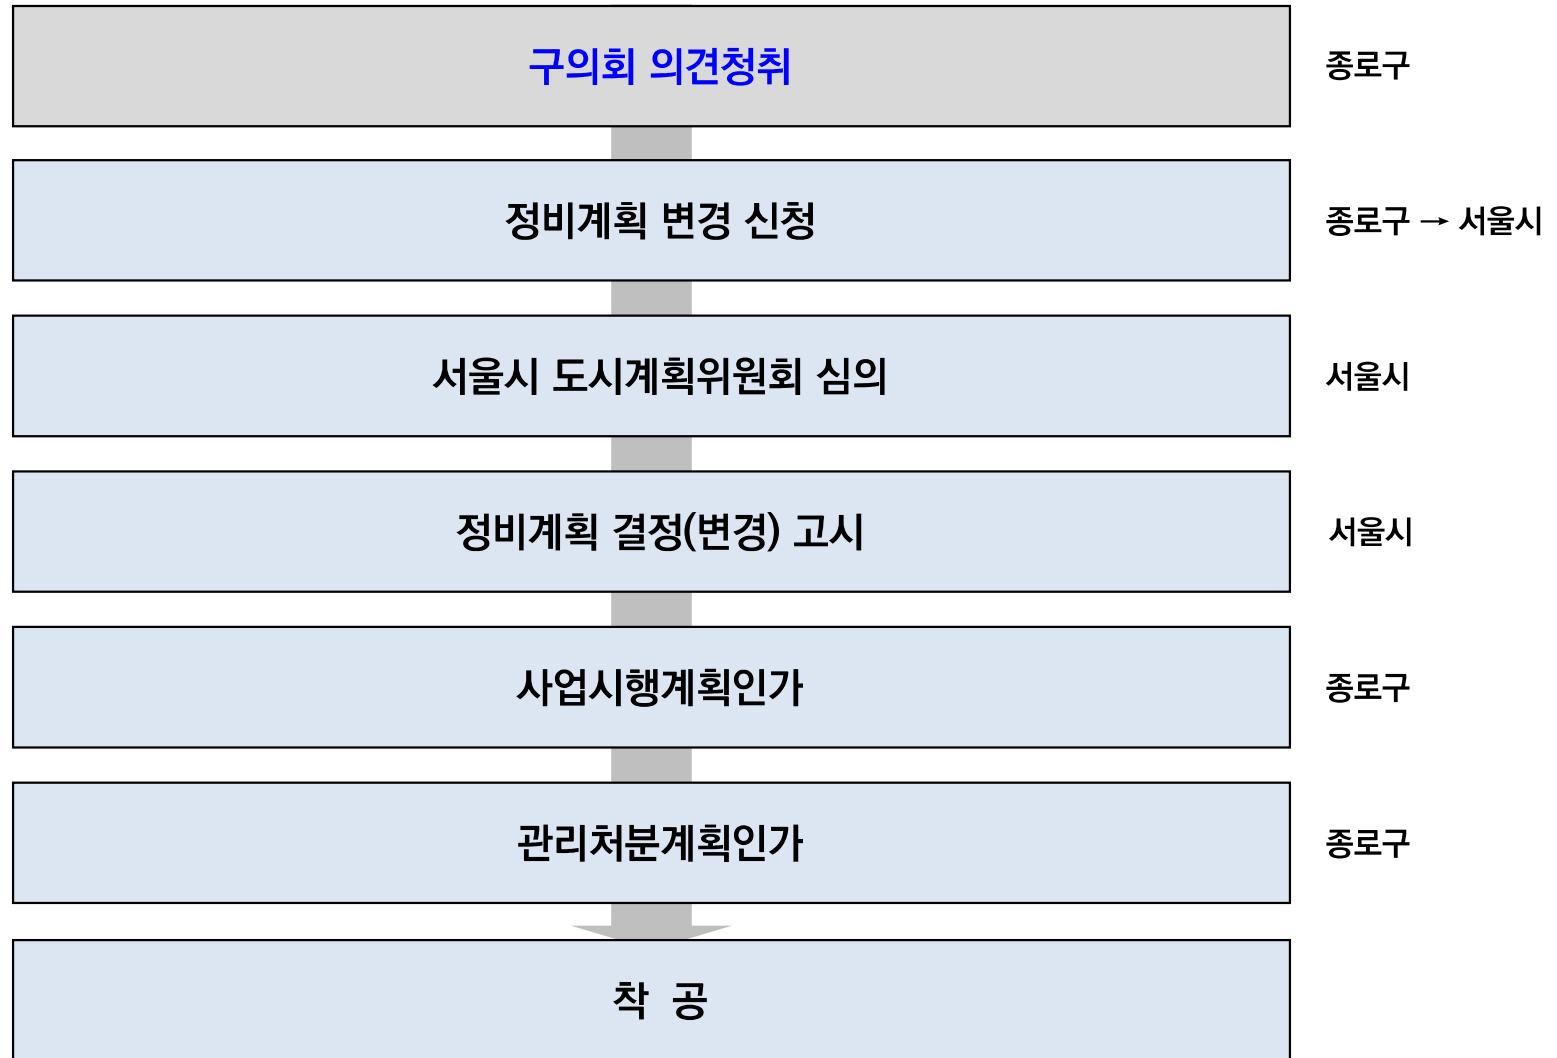 구의회 의견청취 종로구
정비계획 변경 신청 종로구 → 서울시
서울시 도시계획위원회 심의 서울시
정비계획 결정(변경) 고시 서울시
사업시행계획인가 종로구
관리처분계획인가 종로구
착 공